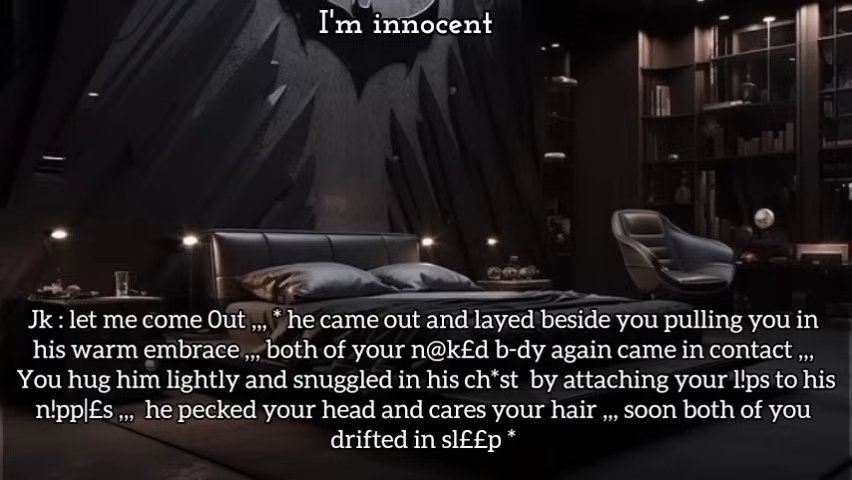 I'm innocent
Jk : let me come 0ut ,,, * he came out and layed beside you pulling you in
his warm embrace ,,, both of your n@k£d b-dy again came in contact ,,,
You hug him lightly and snuggled in his ch*st by attaching your l!ps to his
n!pp|£s ,,, he pecked your head and cares your hair ,,, soon both of you
drifted in sl££p *